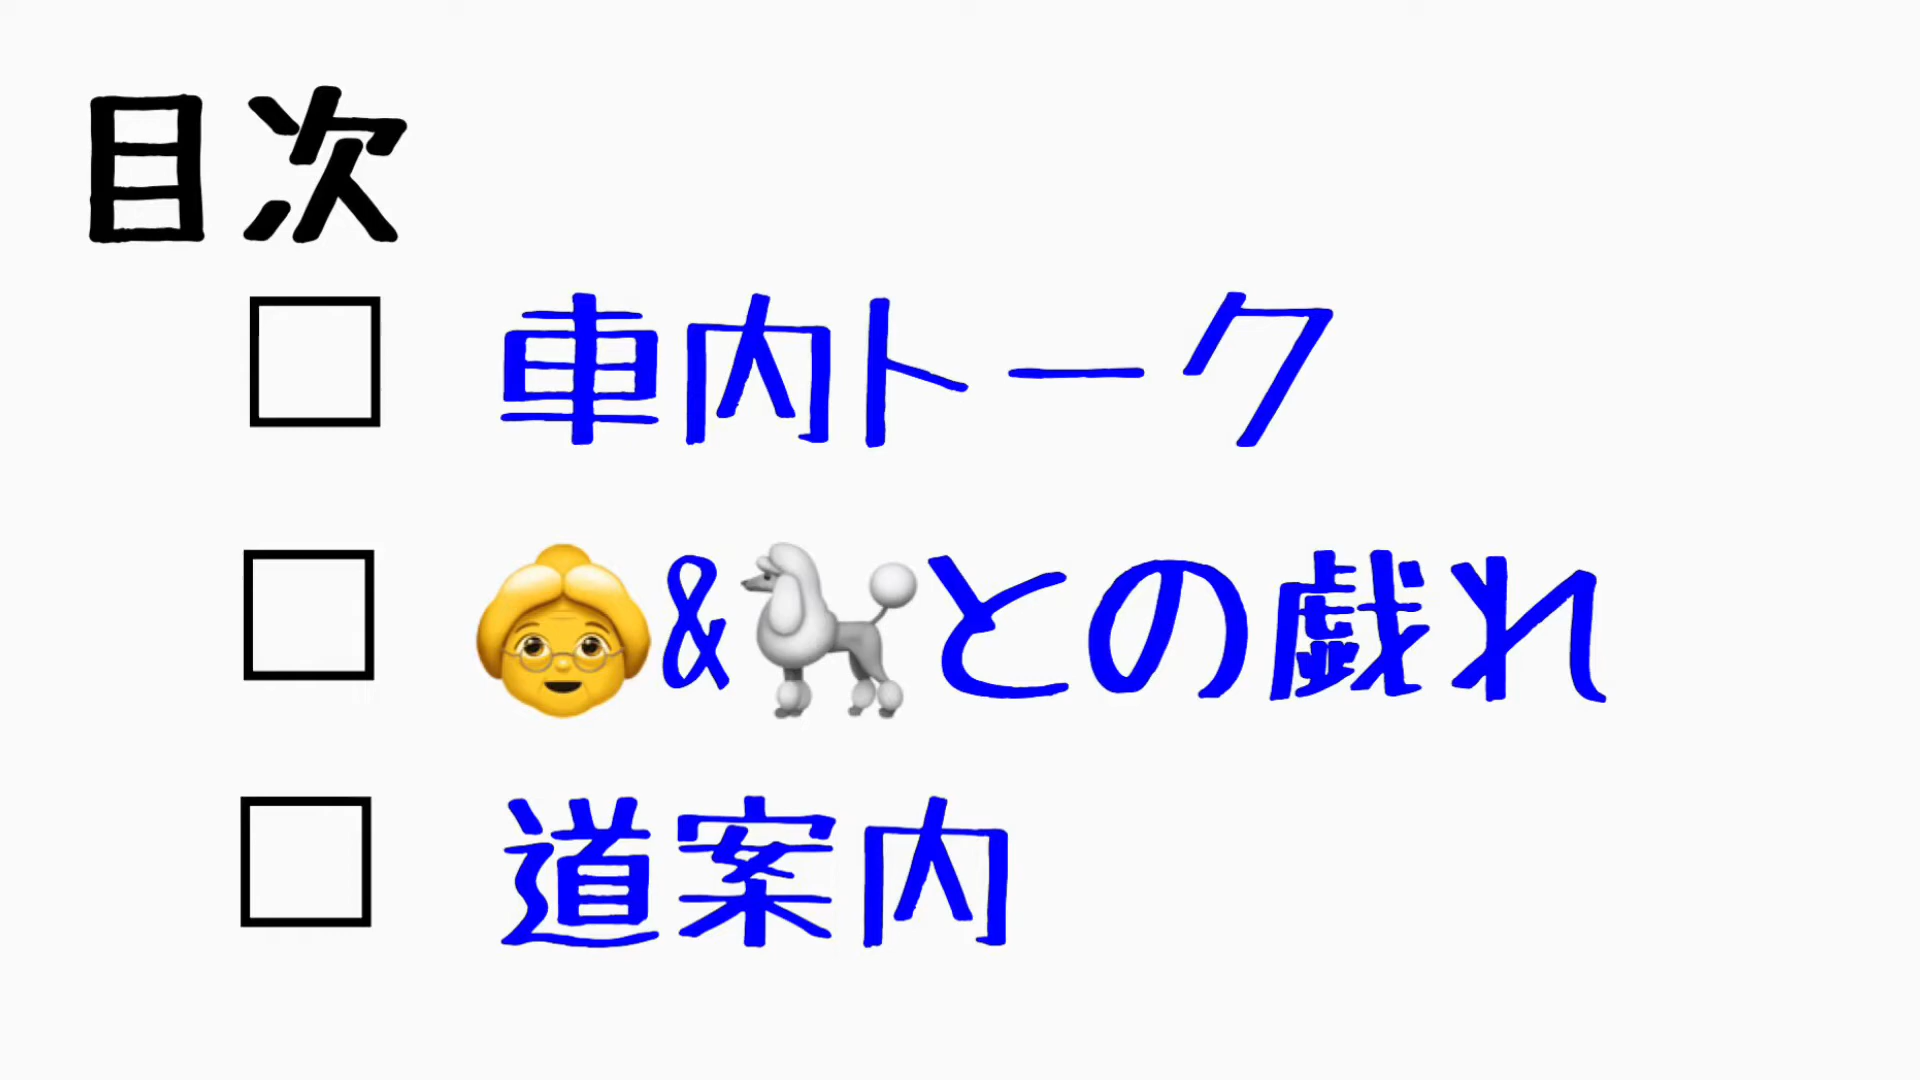 目次
□ 車内トーク
□ 👵&🐩との戯れ
□ 道案内